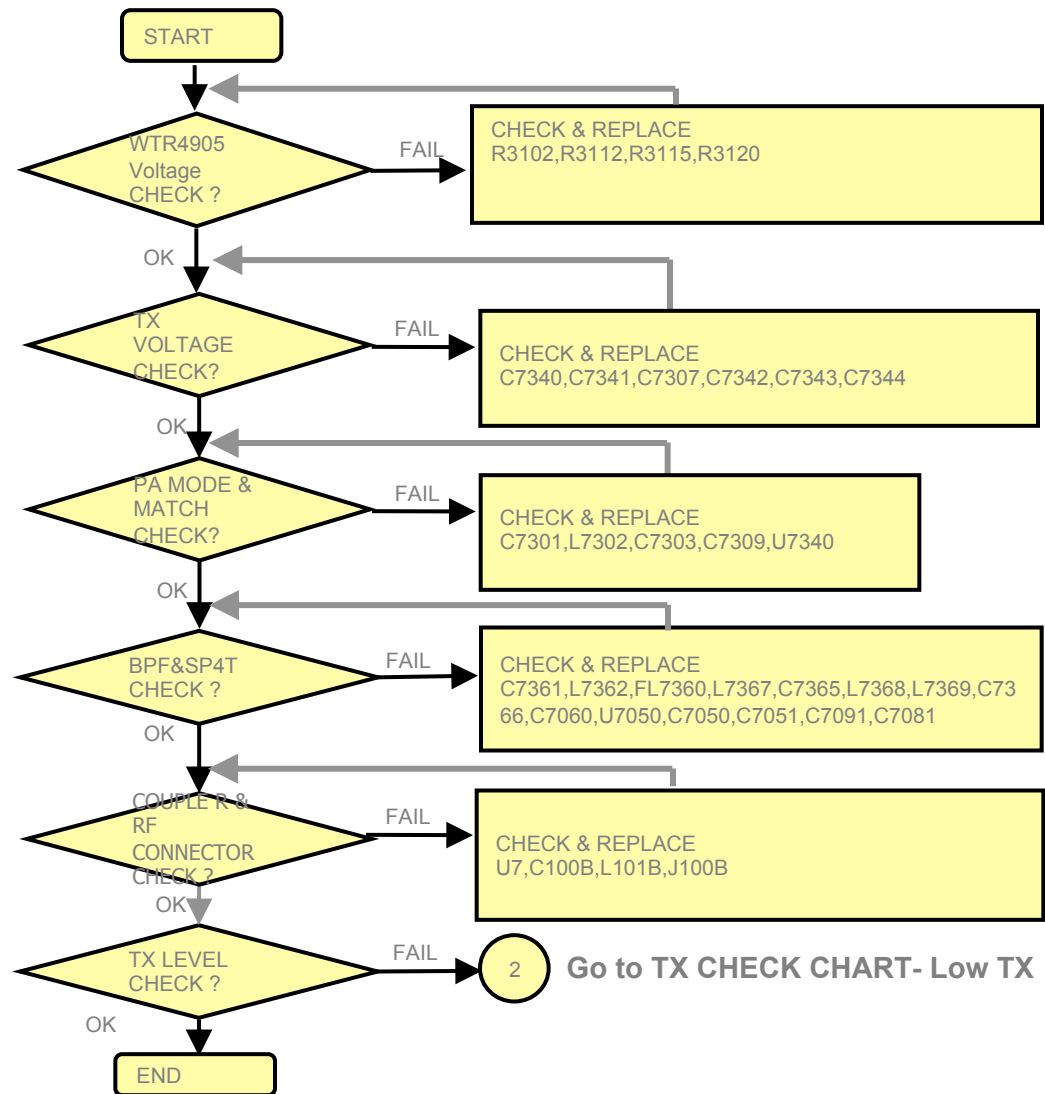 START
WTR4905
Voltage
CHECK ?
FAIL
CHECK & REPLACE
R3102,R3112,R3115,R3120
OK
TX
VOLTAGE
CHECK?
FAIL
CHECK & REPLACE
C7340,C7341,C7307,C7342,C7343,C7344
OK
PA MODE &
MATCH
CHECK?
FAIL
CHECK & REPLACE
C7301,L7302,C7303,C7309,U7340
OK
BPF&SP4T
CHECK ?
FAIL
CHECK & REPLACE
C7361,L7362,FL7360,L7367,C7365,L7368,L7369,C73
66,C7060,U7050,C7050,C7051,C7091,C7081
OK
COUPLE R &
RF
CONNECTOR
CHECK ?
FAIL
CHECK & REPLACE
U7,C100B,L101B,J100B
OK
TX LEVEL
CHECK ?
FAIL
2
Go to TX CHECK CHART- Low TX
OK
END